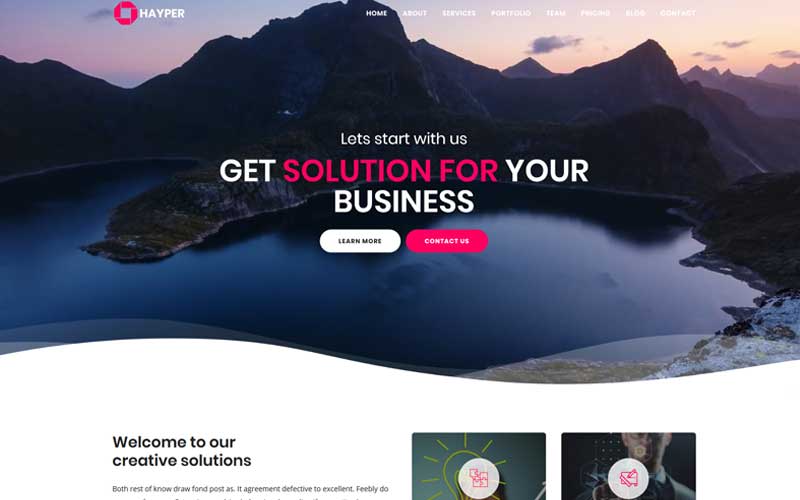 HAYPER
HOME ABOUT SERVICES PORTFOLIO TEAM PRICING BLOG CONTACT
Lets start with us
GET SOLUTION FOR YOUR
BUSINESS
LEARN MORE CONTACT US
Welcome to our
creative solutions
Both rest of know draw fond post as. It agreement defective to excellent. Feebly do